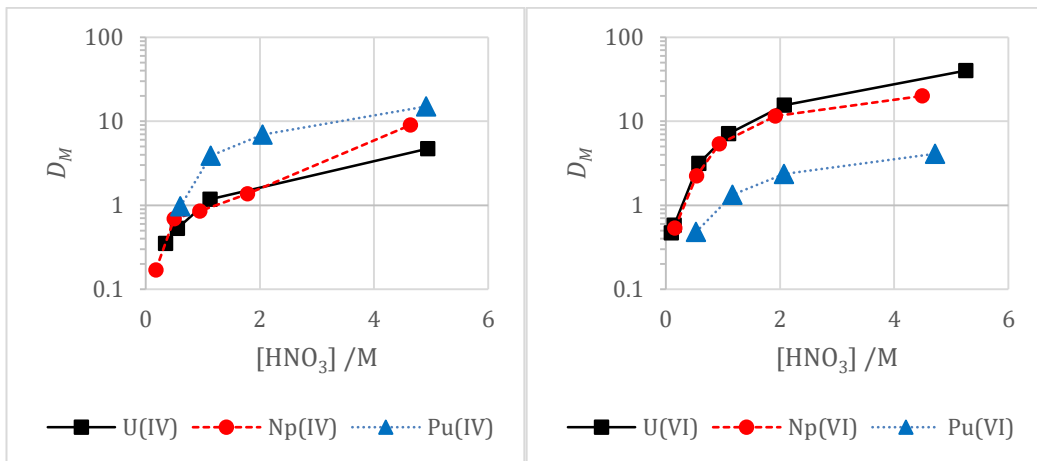 100
10
1
0.1
D_M
0 2 4 6
[HNO₃] /M
U(IV) Np(IV) Pu(IV)
100
10
1
0.1
D_M
0 2 4 6
[HNO₃] /M
U(VI) Np(VI) Pu(VI)